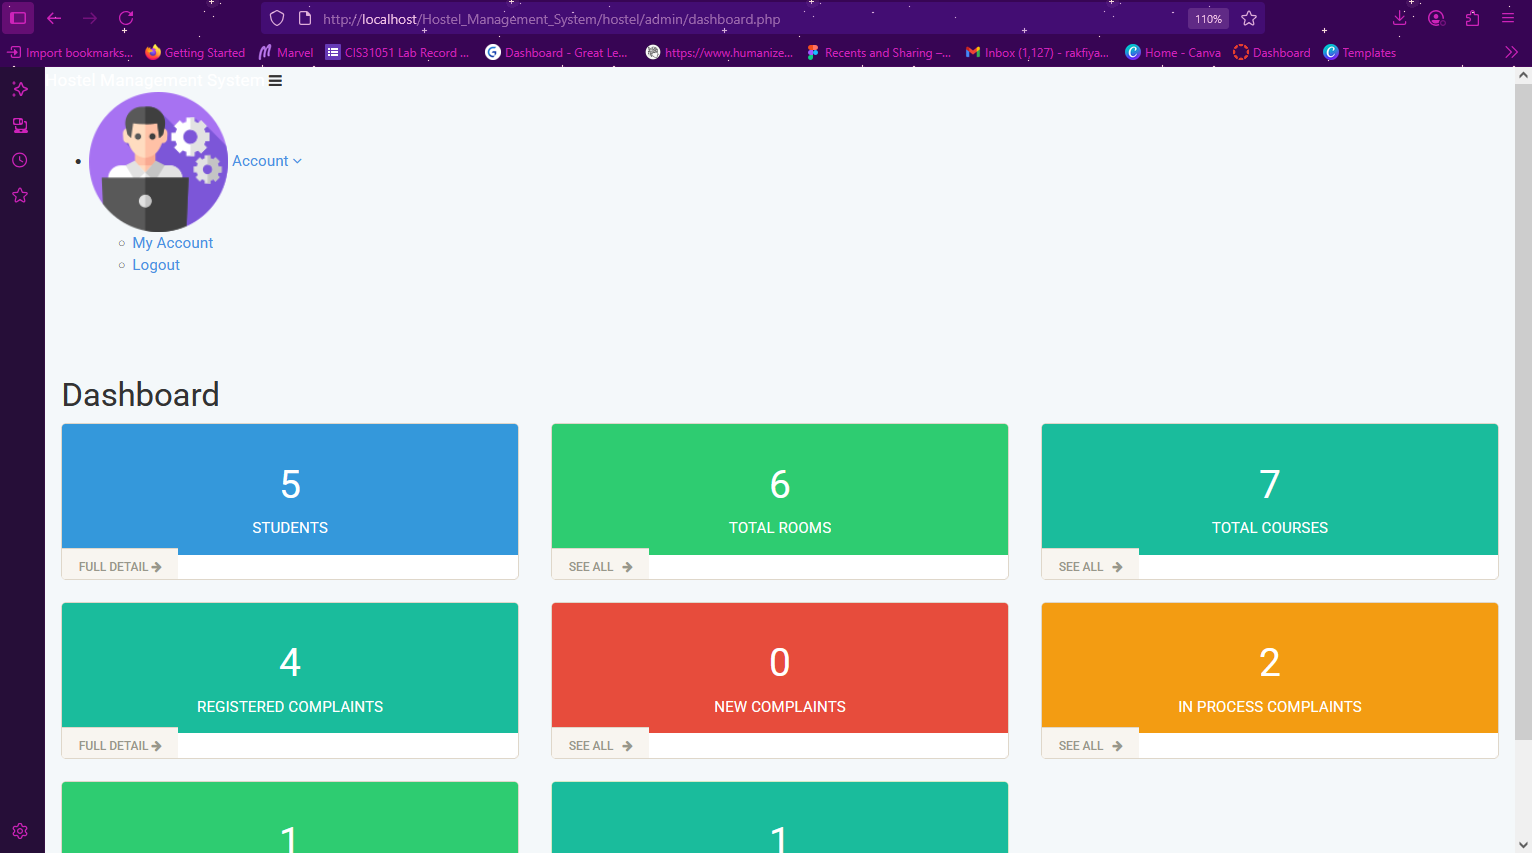 http://localhost/Hostel_Management_System/hostel/admin/dashboard.php
110%
Import bookmarks...
Getting Started
Marvel
CIS31051 Lab Record ...
Dashboard - Great Le...
https://www.humanize...
Recents and Sharing –...
Inbox (1,127) - rakfiya...
Home - Canva
Dashboard
Templates
Hostel Management System
Account
My Account
Logout
Dashboard
5
STUDENTS
FULL DETAIL
6
TOTAL ROOMS
SEE ALL
7
TOTAL COURSES
SEE ALL
4
REGISTERED COMPLAINTS
FULL DETAIL
0
NEW COMPLAINTS
SEE ALL
2
IN PROCESS COMPLAINTS
SEE ALL
1
1